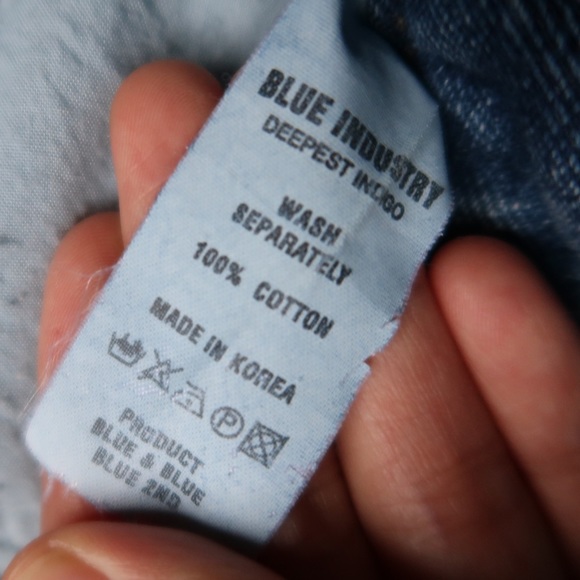 BLUE INDUSTRY
DEEPEST INDIGO
WASH
SEPARATELY
100% COTTON
MADE IN KOREA
P
PRODUCT
BLUE & BLUE
BLUE 2ND